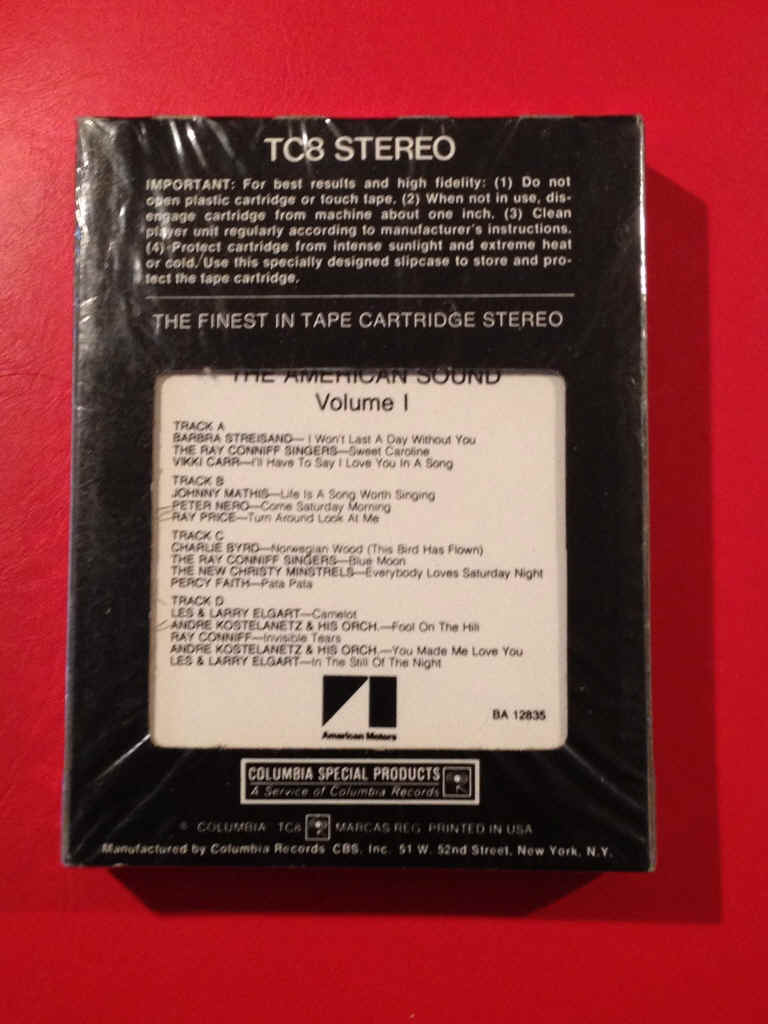 TC8 STEREO
IMPORTANT: For best results and high fidelity: (1) Do not
open plastic cartridge or touch tape. (2) When not in use, dis-
engage cartridge from machine about one inch. (3) Clean
player unit regularly according to manufacturer's instructions.
(4) Protect cartridge from intense sunlight and extreme heat
or cold. Use this specially designed slipcase to store and pro-
tect the tape cartridge.
THE FINEST IN TAPE CARTRIDGE STEREO
THE AMERICAN SOUND
Volume I
TRACK A
BARBRA STREISAND—I Won't Last A Day Without You
THE RAY CONNIFF SINGERS—Sweet Caroline
VIKKI CARR—I'll Have To Say I Love You In A Song
TRACK B
JOHNNY MATHIS—Life Is A Song Worth Singing
PETER NERO—Come Saturday Morning
RAY PRICE—Turn Around Look At Me
TRACK C
CHARLIE BYRD—Norwegian Wood (This Bird Has Flown)
THE RAY CONNIFF SINGERS—Blue Moon
THE NEW CHRISTY MINSTRELS—Everybody Loves Saturday Night
PERCY FAITH—Pata Pata
TRACK D
LES & LARRY ELGART—Camelot
ANDRE KOSTELANETZ & HIS ORCH.—Fool On The Hill
RAY CONNIFF—Invisible Tears
ANDRE KOSTELANETZ & HIS ORCH.—You Made Me Love You
LES & LARRY ELGART—In The Still Of The Night
American Motors
BA 12835
COLUMBIA SPECIAL PRODUCTS
A Service of Columbia Records
® COLUMBIA TC8 MARCAS REG. PRINTED IN USA
Manufactured by Columbia Records CBS, Inc. 51 W. 52nd Street, New York, N.Y.